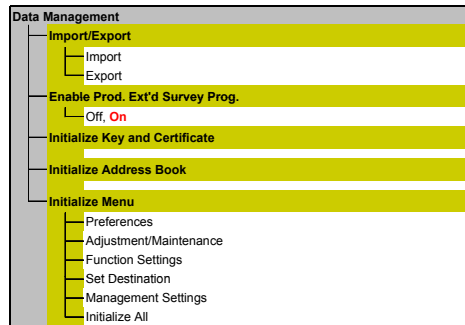 Data Management
Import/Export
Import
Export
Enable Prod. Ext'd Survey Prog.
Off, On
Initialize Key and Certificate
Initialize Address Book
Initialize Menu
Preferences
Adjustment/Maintenance
Function Settings
Set Destination
Management Settings
Initialize All